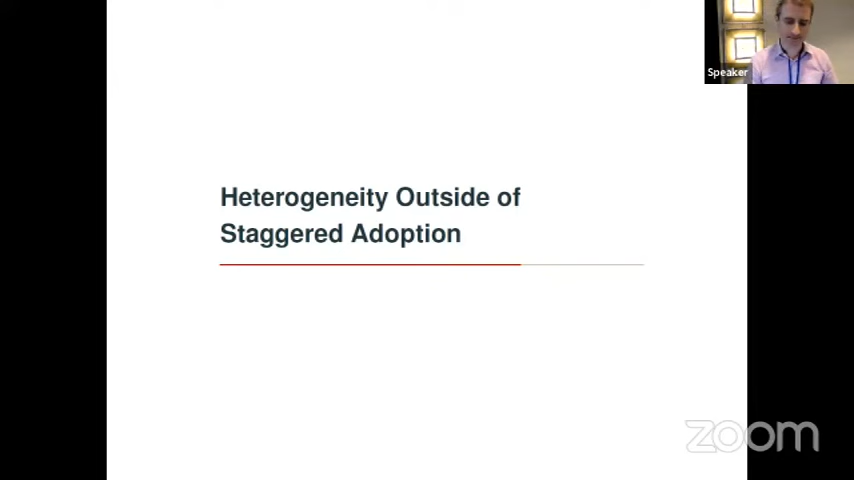 Speaker
Heterogeneity Outside of
Staggered Adoption
zoom